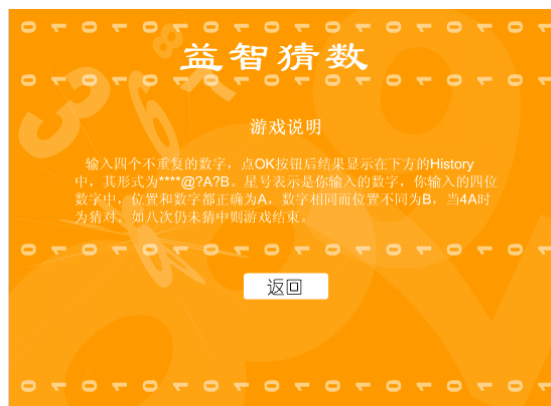 益智猜数
游戏说明
输入四个不重复的数字，点OK按钮后结果显示在下方的History
中，其形式为****@?A?B。星号表示是你输入的数字，你输入的四位
数字中，位置和数字都正确为A，数字相同而位置不同为B，当4A时
为猜对。如八次仍未猜中则游戏结束。
返回